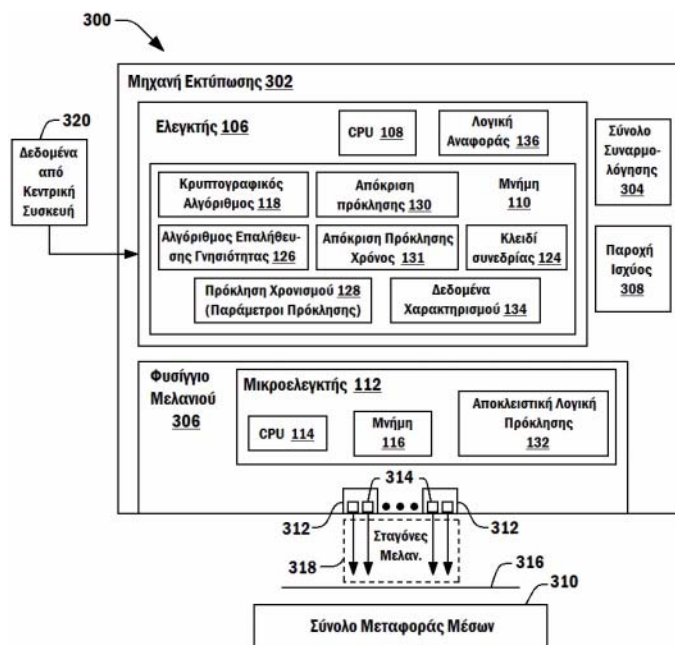 300
Μηχανή Εκτύπωσης 302
320
Δεδομένα
από
Κεντρική
Συσκευή
Ελεγκτής 106
CPU 108
Λογική
Αναφοράς 136
Κρυπτογραφικός
Αλγόριθμος 118
Απόκριση
πρόκλησης 130
Μνήμη
110
Αλγόριθμος Επαλήθευ-
σης Γνησιότητας 126
Απόκριση Πρόκλησης
Χρόνος 131
Κλειδί
συνεδρίας 124
Πρόκληση Χρονισμού 128
(Παράμετροι Πρόκλησης)
Δεδομένα
Χαρακτηρισμού 134
Σύνολο
Συναρμο-
λόγησης
304
Παροχή
Ισχύος
308
Φυσίγγιο
Μελανιού
306
Μικροελεγκτής 112
CPU 114
Μνήμη
116
Αποκλειστική Λογική
Πρόκλησης
132
314
312
312
Σταγόνες
Μελαν.
318
316
310
Σύνολο Μεταφοράς Μέσων